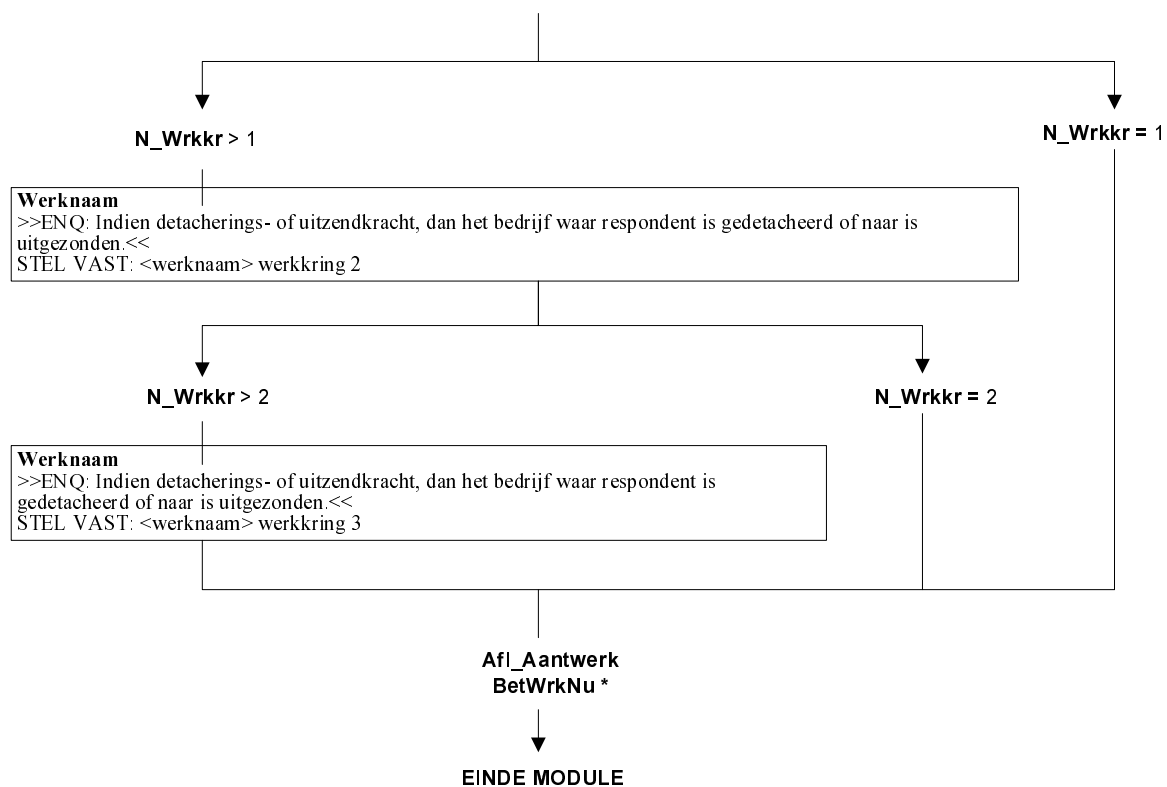 N_Wrkkr > 1
N_Wrkkr = 1
Werknaam
>>ENQ: Indien detacherings- of uitzendkracht, dan het bedrijf waar respondent is gedetacheerd of naar is
uitgezonden.<<
STEL VAST: <werknaam> werkkring 2
N_Wrkkr > 2
N_Wrkkr = 2
Werknaam
>>ENQ: Indien detacherings- of uitzendkracht, dan het bedrijf waar respondent is
gedetacheerd of naar is uitgezonden.<<
STEL VAST: <werknaam> werkkring 3
Afl_Aantwerk
BetWrkNu *
EINDE MODULE